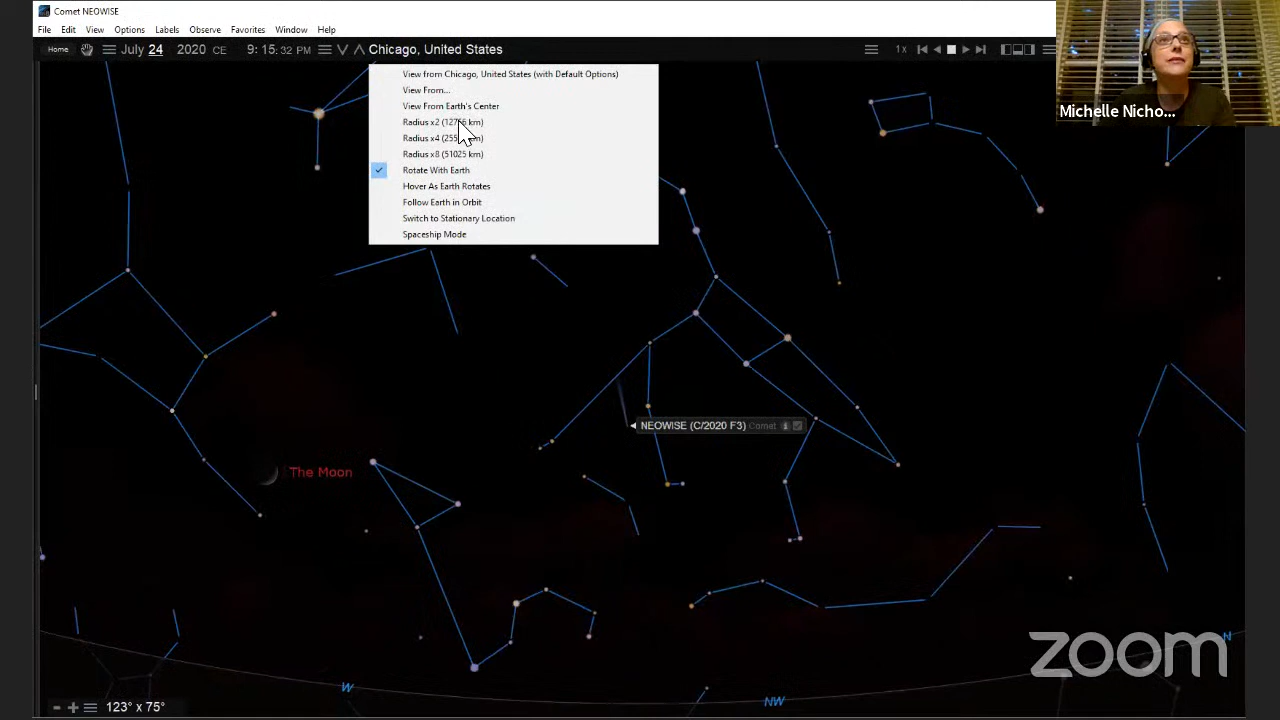 Comet NEOWISE
File Edit View Options Labels Observe Favorites Window Help
Home July 24 2020 CE 9:15:32 PM Chicago, United States 1x
View from Chicago, United States (with Default Options)
View From...
View From Earth's Center
Radius x2 km)
Radius x4 km)
Radius x8 (51025 km)
Rotate With Earth
Hover As Earth Rotates
Follow Earth in Orbit
Switch to Stationary Location
Spaceship Mode
Michelle Nicho...
NEOWISE (C/2020 F3) Comet
The Moon
zoom
N
W
NW
123° x 75°